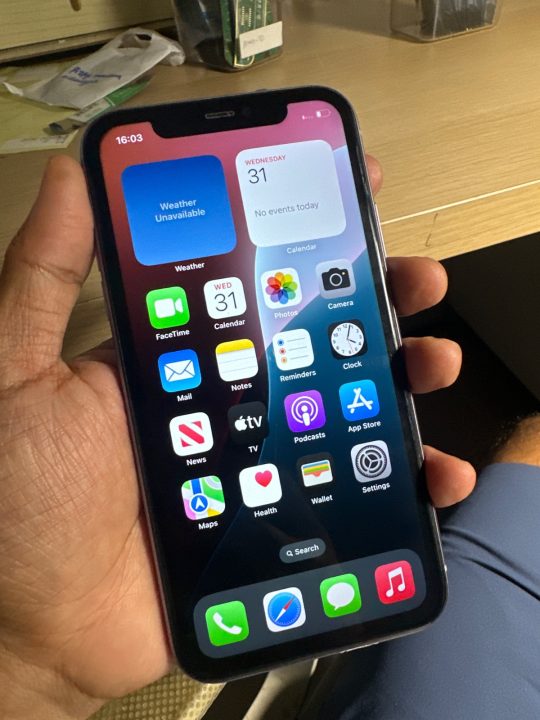 16:03
Weather
Unavailable
Weather
WEDNESDAY
31
No events today
Calendar
FaceTime
WED
31
Calendar
Photos
Camera
Mail
Notes
Reminders
Clock
News
tv
TV
Podcasts
App Store
Maps
Health
Wallet
Settings
Search